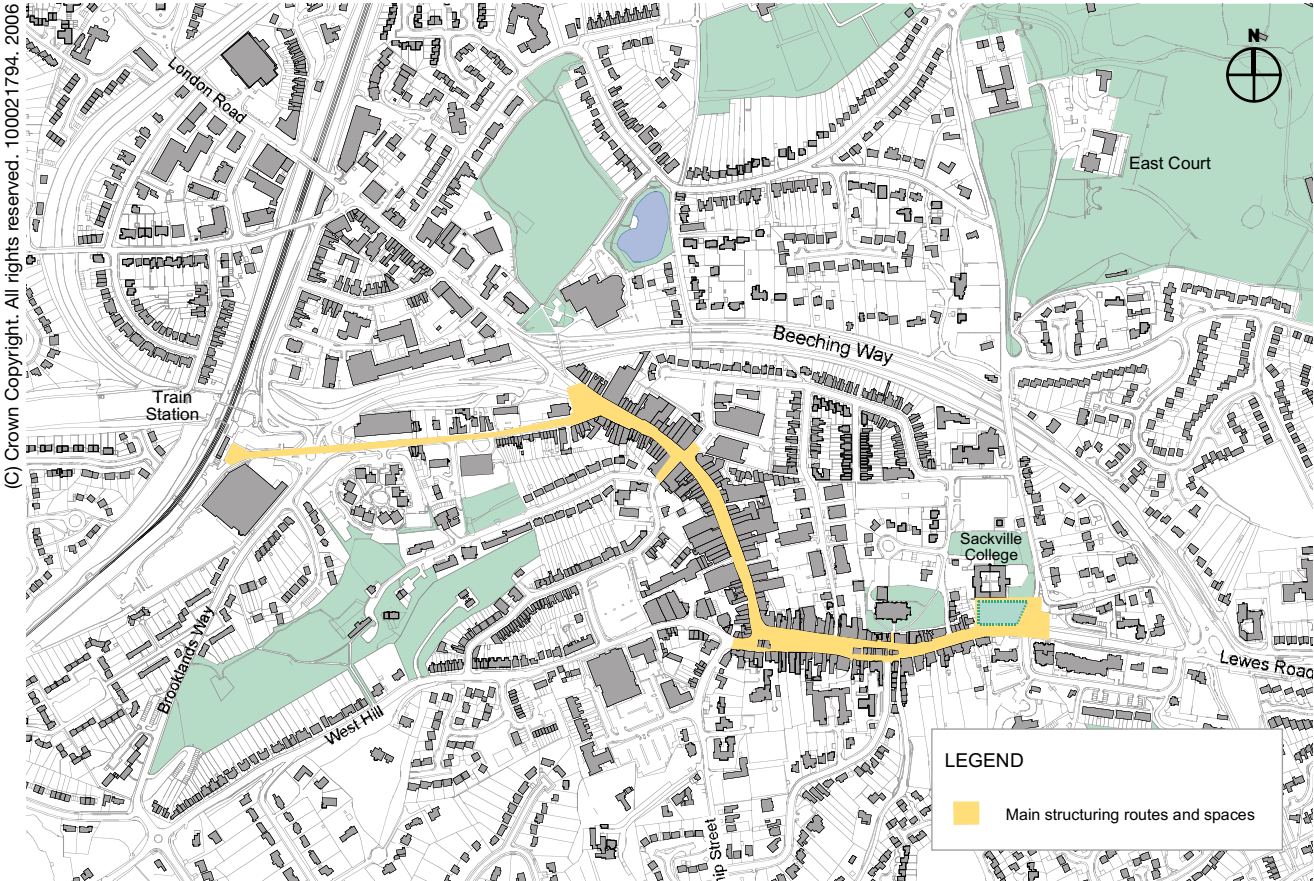 (C) Crown Copyright. All rights reserved. 100021794. 2006
London Road
N
East Court
Beeching Way
Train
Station
Sackville
College
Brooklands Way
West Hill
Lewes Road
Street
LEGEND
Main structuring routes and spaces